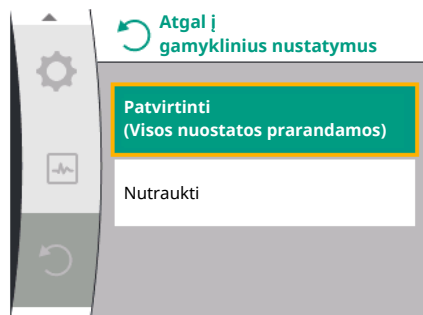 Atgal į
gamyklinius nustatymus
Patvirtinti
(Visos nuostatos prarandamos)
Nutraukti